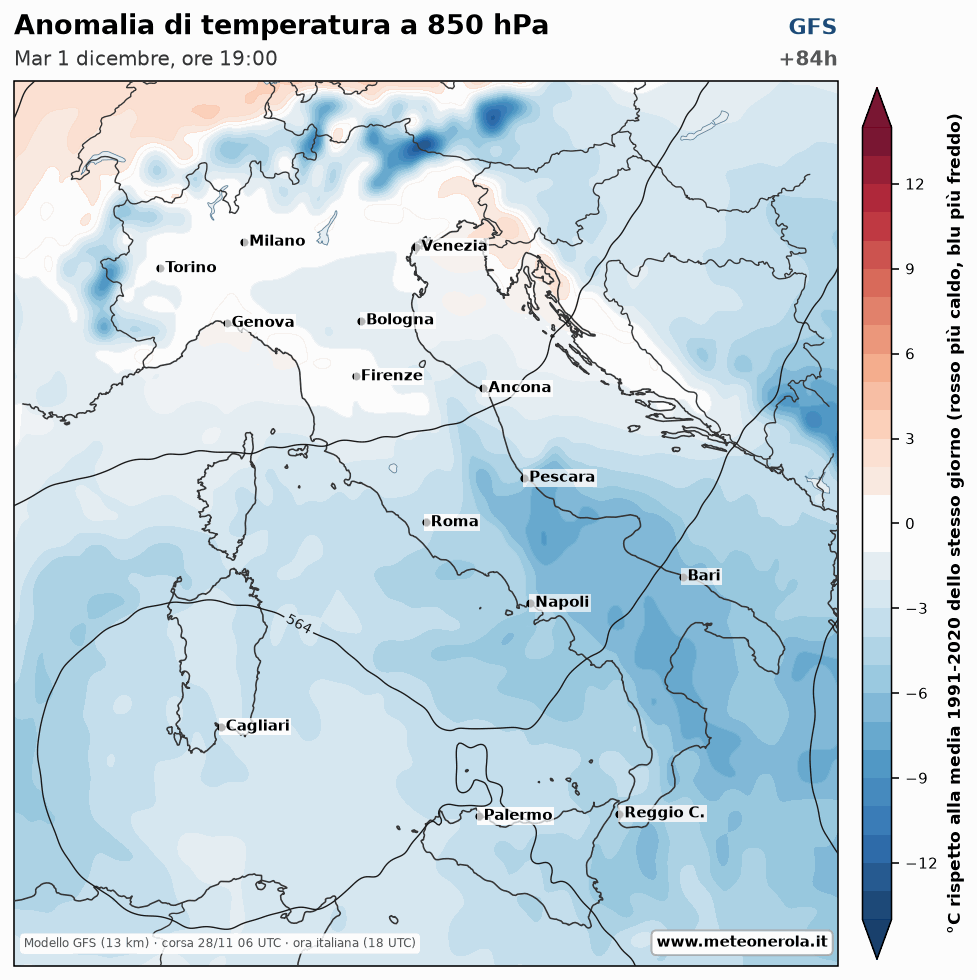 Anomalia di temperatura a 850 hPa
GFS
Mar 1 dicembre, ore 19:00
+84h
Milano
Venezia
Torino
Genova
Bologna
Firenze
Ancona
Pescara
Roma
Bari
Napoli
564
Cagliari
Palermo
Reggio C.
Modello GFS (13 km) · corsa 28/11 06 UTC · ora italiana (18 UTC)
www.meteonerola.it
12
9
6
3
0
−3
−6
−9
−12
°C rispetto alla media 1991-2020 dello stesso giorno (rosso più caldo, blu più freddo)